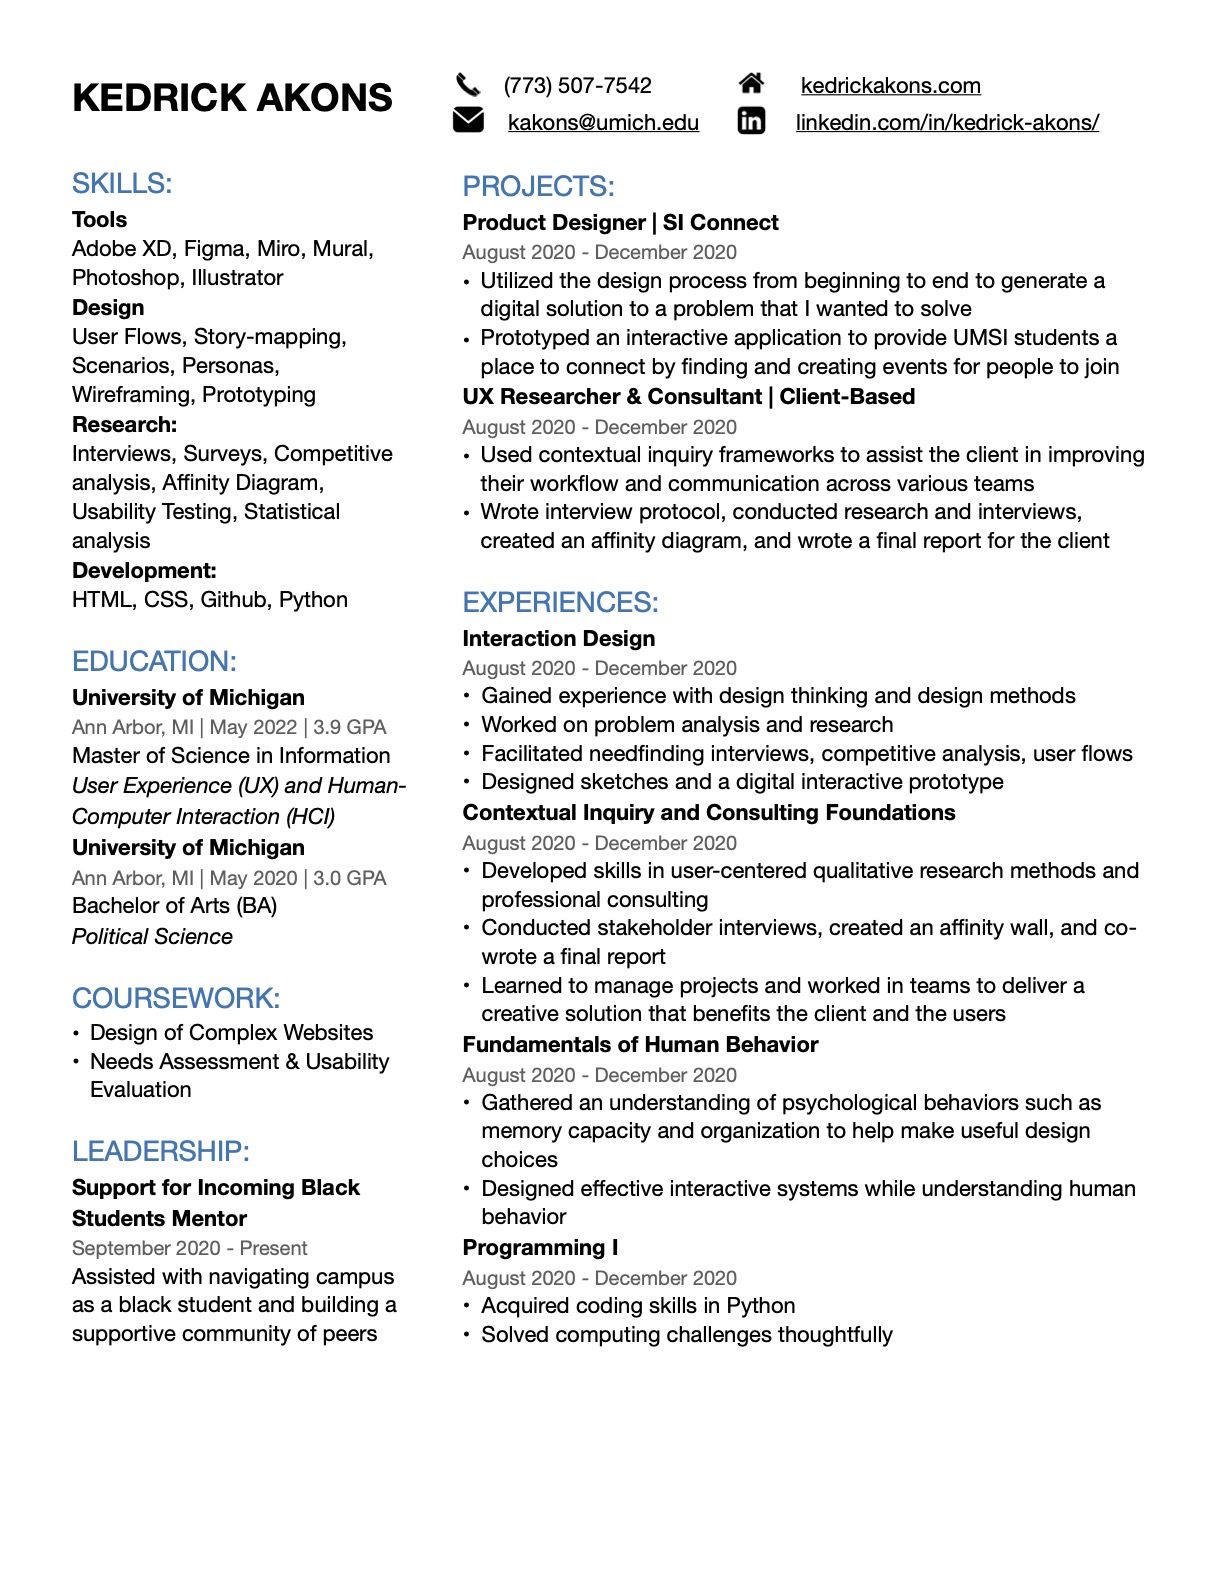 KEDRICK AKONS
(773) 507-7542
kedrickakons.com
kakons@umich.edu
linkedin.com/in/kedrick-akons/
SKILLS:
Tools
Adobe XD, Figma, Miro, Mural,
Photoshop, Illustrator
Design
User Flows, Story-mapping,
Scenarios, Personas,
Wireframing, Prototyping
Research:
Interviews, Surveys, Competitive
analysis, Affinity Diagram,
Usability Testing, Statistical
analysis
Development:
HTML, CSS, Github, Python
EDUCATION:
University of Michigan
Ann Arbor, MI | May 2022 | 3.9 GPA
Master of Science in Information
User Experience (UX) and Human-
Computer Interaction (HCI)
University of Michigan
Ann Arbor, MI | May 2020 | 3.0 GPA
Bachelor of Arts (BA)
Political Science
COURSEWORK:
• Design of Complex Websites
• Needs Assessment & Usability
Evaluation
LEADERSHIP:
Support for Incoming Black
Students Mentor
September 2020 - Present
Assisted with navigating campus
as a black student and building a
supportive community of peers
PROJECTS:
Product Designer | SI Connect
August 2020 - December 2020
• Utilized the design process from beginning to end to generate a
digital solution to a problem that I wanted to solve
• Prototyped an interactive application to provide UMSI students a
place to connect by finding and creating events for people to join
UX Researcher & Consultant | Client-Based
August 2020 - December 2020
• Used contextual inquiry frameworks to assist the client in improving
their workflow and communication across various teams
• Wrote interview protocol, conducted research and interviews,
created an affinity diagram, and wrote a final report for the client
EXPERIENCES:
Interaction Design
August 2020 - December 2020
• Gained experience with design thinking and design methods
• Worked on problem analysis and research
• Facilitated needfinding interviews, competitive analysis, user flows
• Designed sketches and a digital interactive prototype
Contextual Inquiry and Consulting Foundations
August 2020 - December 2020
• Developed skills in user-centered qualitative research methods and
professional consulting
• Conducted stakeholder interviews, created an affinity wall, and co-
wrote a final report
• Learned to manage projects and worked in teams to deliver a
creative solution that benefits the client and the users
Fundamentals of Human Behavior
August 2020 - December 2020
• Gathered an understanding of psychological behaviors such as
memory capacity and organization to help make useful design
choices
• Designed effective interactive systems while understanding human
behavior
Programming I
August 2020 - December 2020
• Acquired coding skills in Python
• Solved computing challenges thoughtfully